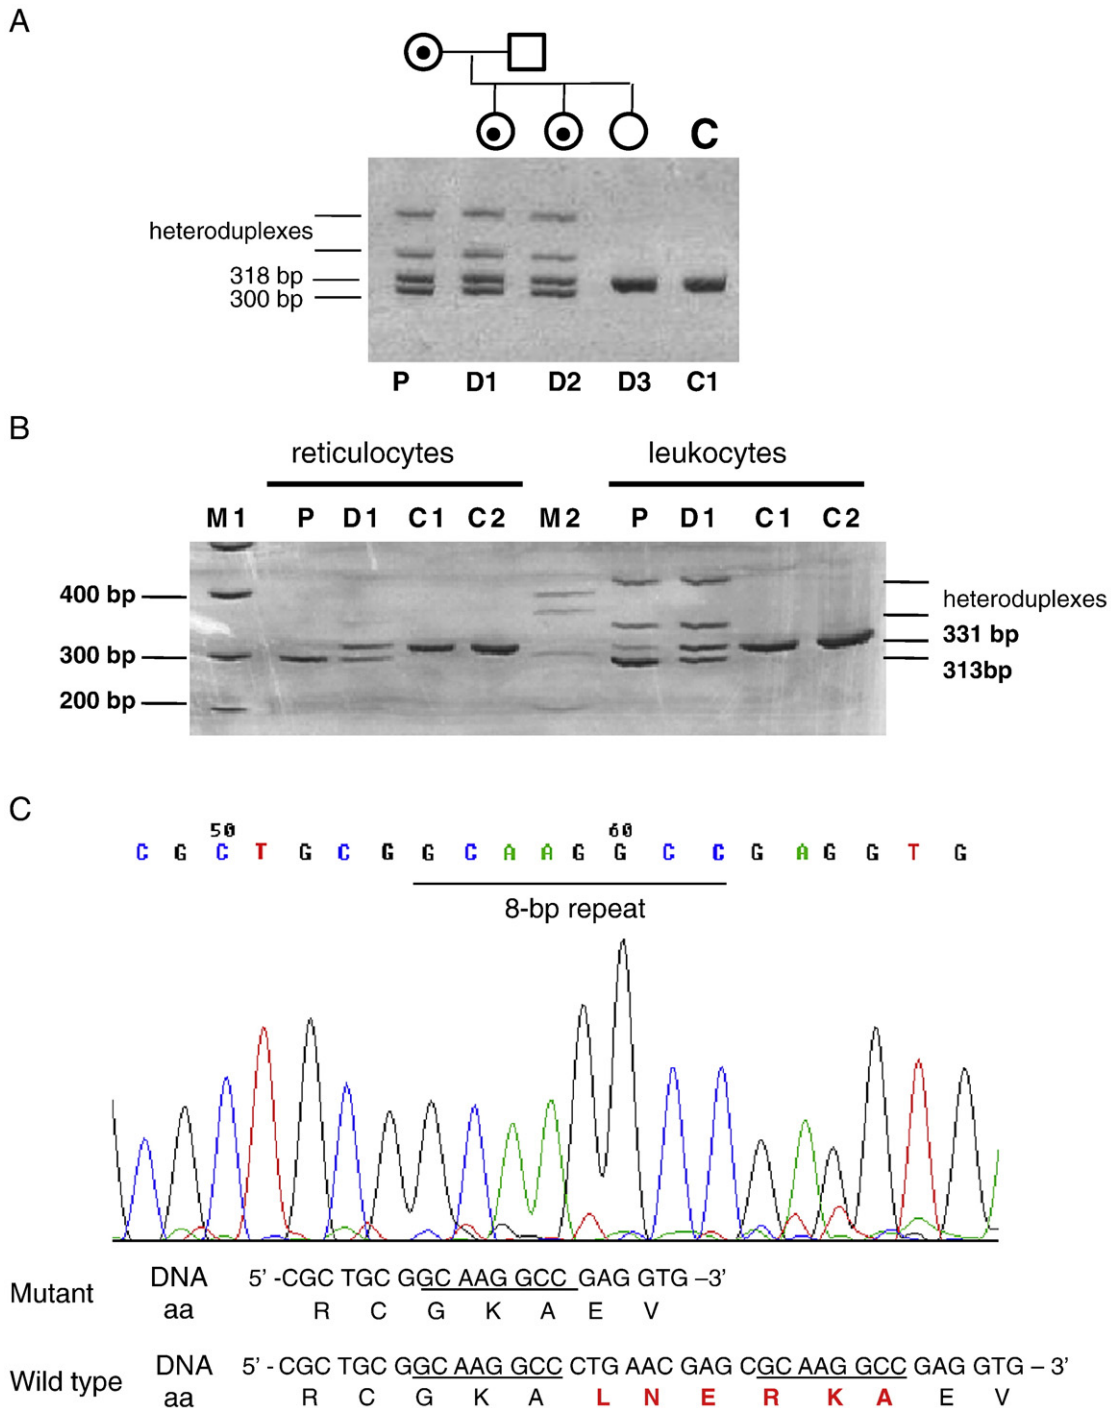 A
C
heteroduplexes
318 bp
300 bp
P D1 D2 D3 C1
B
reticulocytes leukocytes
M1 P D1 C1 C2 M2 P D1 C1 C2
400 bp
300 bp
200 bp
heteroduplexes
331 bp
313bp
C
50 60
C G C T G C G G C A A G G C C G A G G T G
8-bp repeat
Mutant
DNA 5' -CGC TGC GGC AAG GCC GAG GTG –3'
aa R C G K A E V
Wild type
DNA 5' - CGC TGC GGC AAG GCC CTG AAC GAG CGC AAG GCC GAG GTG – 3'
aa R C G K A L N E R K A E V